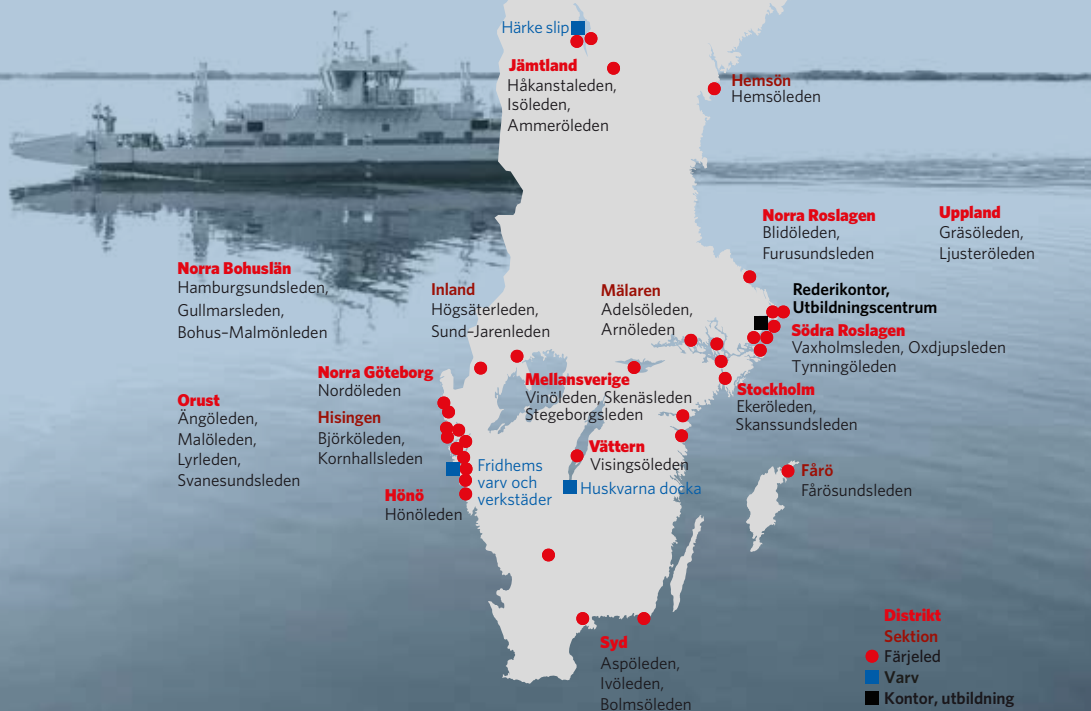 Härke slip
Jämtland
Håkanstaleden,
Isöleden,
Ammeröleden
Hemsön
Hemsöleden
Norra Roslagen
Blidöleden,
Furusundsleden
Uppland
Gräsöleden,
Ljusteröleden
Norra Bohuslän
Hamburgsundsleden,
Gullmarsleden,
Bohus–Malmönleden
Inland
Högsäterleden,
Sund–Jarenleden
Mälaren
Adelsöleden,
Arnöleden
Rederikontor,
Utbildningscentrum
Södra Roslagen
Vaxholmsleden, Oxdjupsleden
Tynningöleden
Norra Göteborg
Nordöleden
Mellansverige
Vinöleden, Skenäsleden
Stegeborgsleden
Stockholm
Ekeröleden,
Skanssundsleden
Orust
Ängöleden,
Malöleden,
Lyrleden,
Svanesundsleden
Hisingen
Björköleden,
Kornhallsleden
Vättern
Visingsöleden
Fridhems
varv och
verkstäder
Huskvarna docka
Fårö
Fårösundsleden
Hönö
Hönöleden
Syd
Aspöleden,
Ivöleden,
Bolmsöleden
Distrikt
Sektion
Färjeled
Varv
Kontor, utbildning